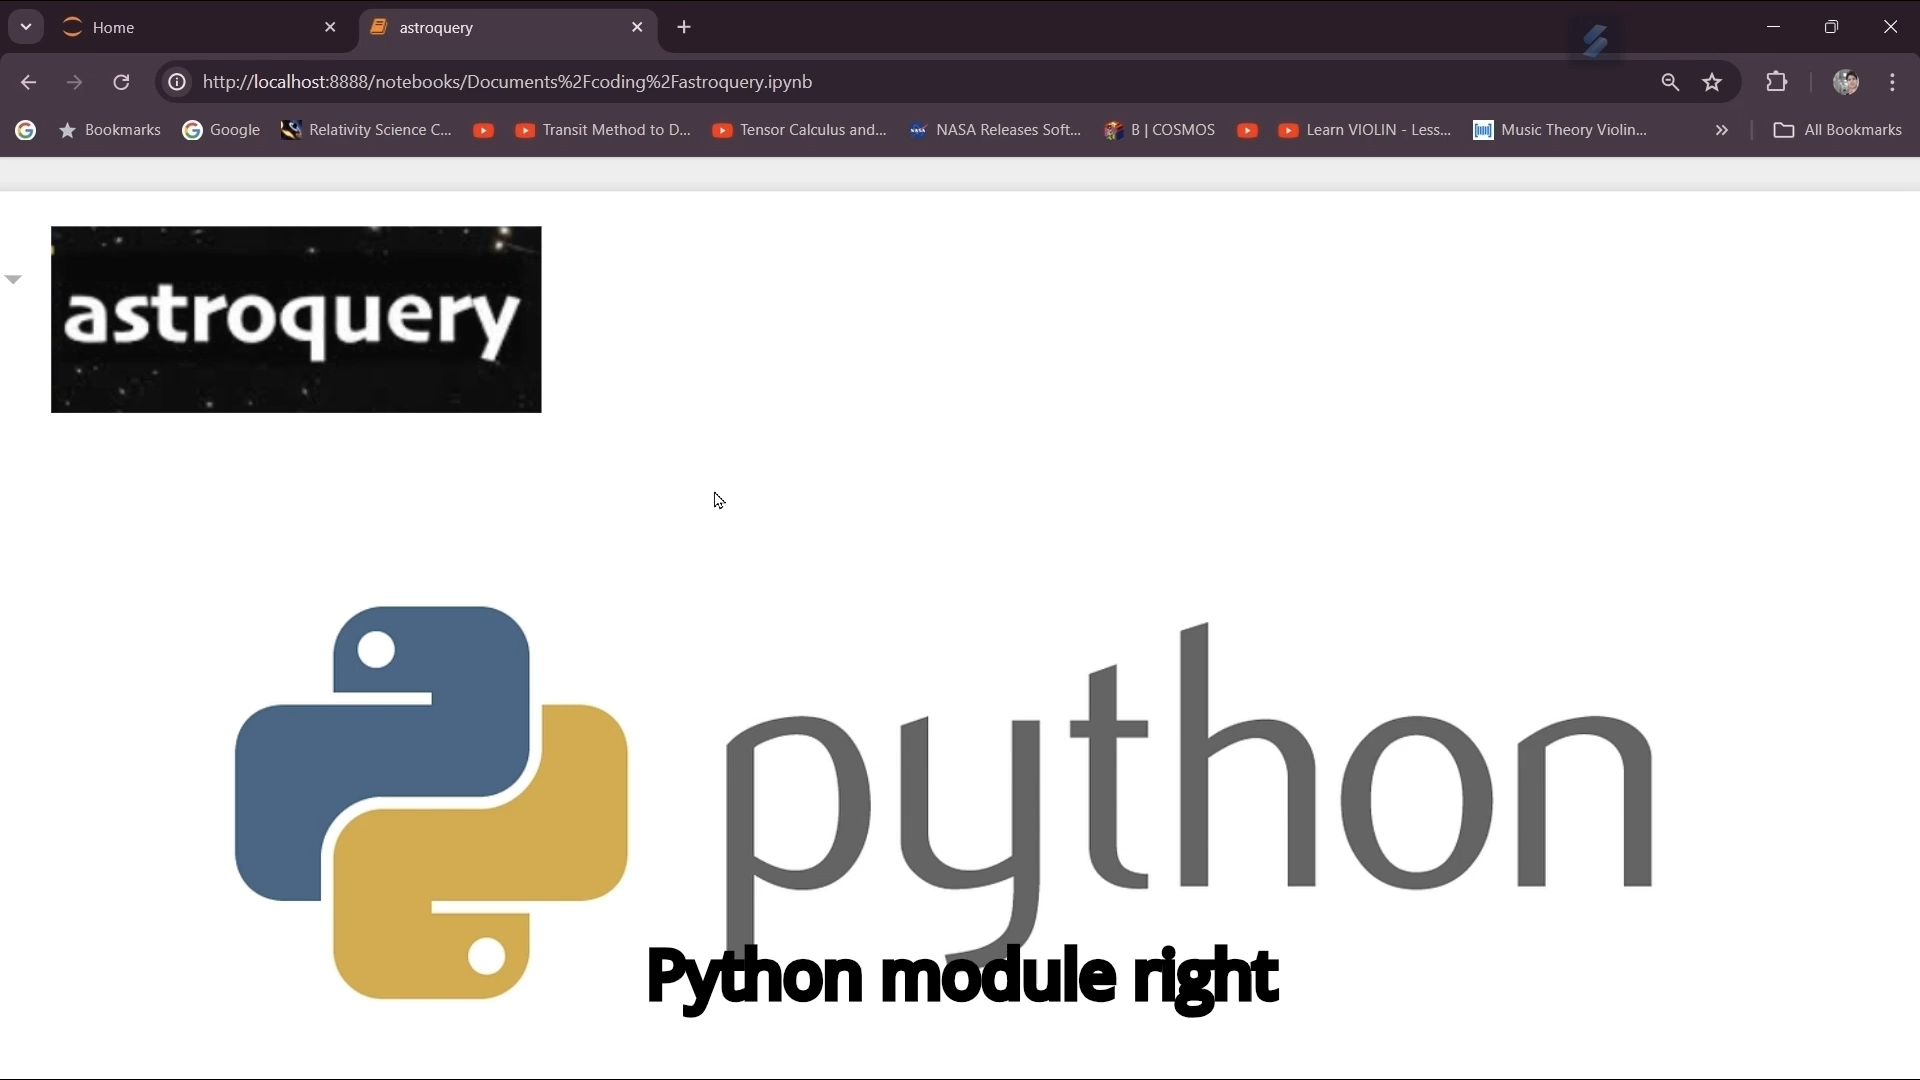 Home
astroquery
http://localhost:8888/notebooks/Documents%2Fcoding%2Fastroquery.ipynb
Bookmarks Google Relativity Science C... Transit Method to D... Tensor Calculus and... NASA Releases Soft... B | COSMOS Learn VIOLIN - Less... Music Theory Violin... All Bookmarks
astroquery
python
Python module right